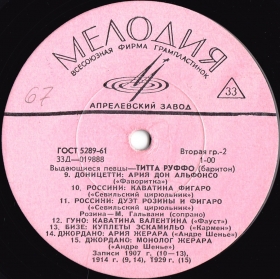 МЕЛОДИЯ
ВСЕСОЮЗНАЯ ФИРМА ГРАМПЛАСТИНОК
67
33
АПРЕЛЕВСКИЙ ЗАВОД
ГОСТ 5289-61 Вторая гр.-2
33Д—019888 1-00
Выдающиеся певцы—ТИТТА РУФФО (баритон)
9. ДОНИЦЕТТИ: АРИЯ ДОН АЛЬФОНСО
(«Фаворитка»)
10. РОССИНИ: КАВАТИНА ФИГАРО
(«Севильский цирюльник»)
11. РОССИНИ: ДУЭТ РОЗИНЫ И ФИГАРО
(«Севильский цирюльник»)
Розина—М. Гальвани (сопрано)
12. ГУНО: КАВАТИНА ВАЛЕНТИНА («Фауст»)
13. БИЗЕ: КУПЛЕТЫ ЭСКАМИЛЬО («Кармен»)
14. ДЖОРДАНО: АРИЯ ЖЕРАРА («Андре Шенье»)
15. ДЖОРДАНО: МОНОЛОГ ЖЕРАРА
(«Андре Шенье»)
Записи 1907 г. (10—13),
1914 г. (9, 14), 1929 г. (15)